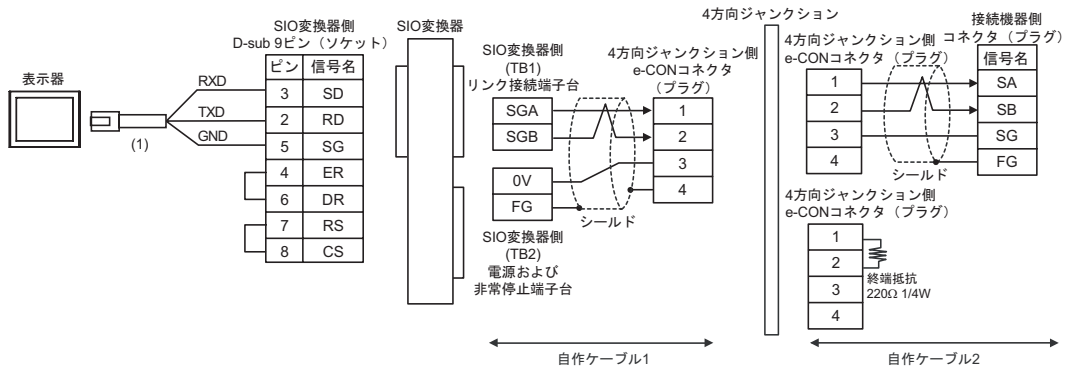 表示器
(1)
RXD
TXD
GND
SIO変換器側
D-sub 9ピン（ソケット）
ピン 信号名
3 SD
2 RD
5 SG
4 ER
6 DR
7 RS
8 CS
SIO変換器
SIO変換器側
(TB1)
リンク接続端子台
SGA
SGB
0V
FG
SIO変換器側
(TB2)
電源および
非常停止端子台
シールド
4方向ジャンクション側
e-CONコネクタ
（プラグ）
1
2
3
4
自作ケーブル1
4方向ジャンクション
4方向ジャンクション側
e-CONコネクタ（プラグ）
1
2
3
4
シールド
接続機器側
コネクタ（プラグ）
信号名
SA
SB
SG
FG
4方向ジャンクション側
e-CONコネクタ（プラグ）
1
2
3
4
終端抵抗
220Ω 1/4W
自作ケーブル2